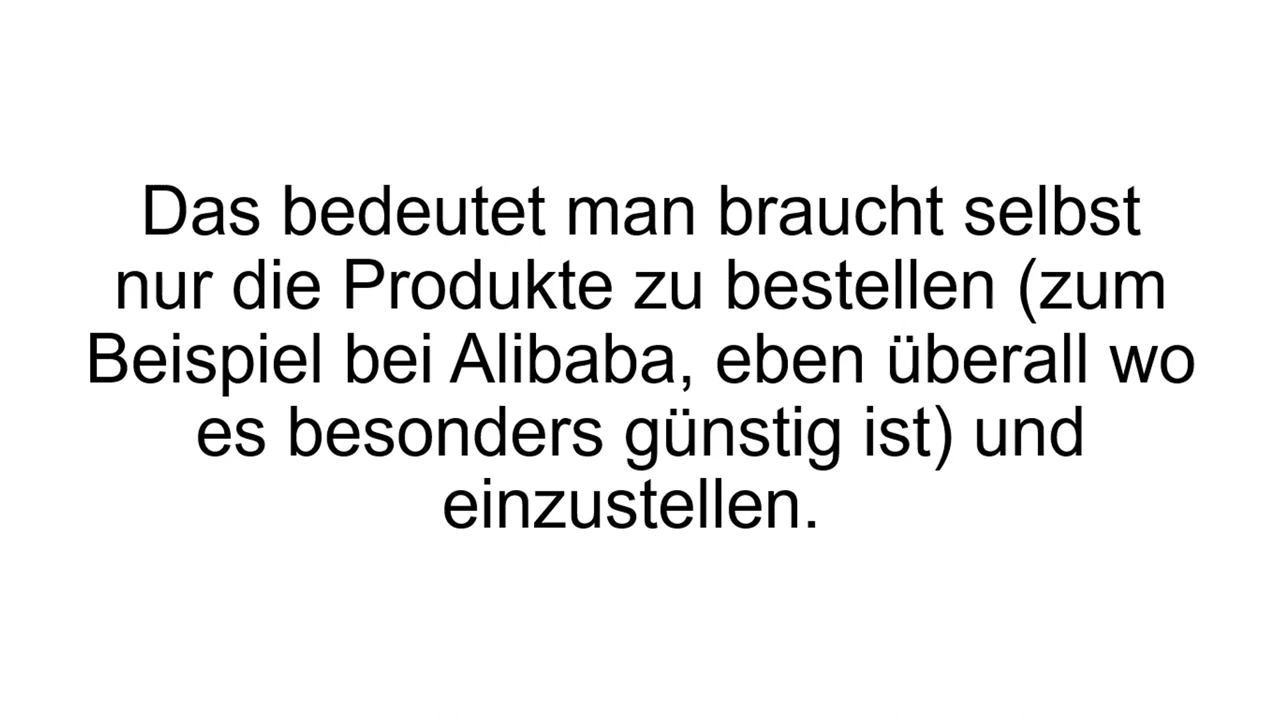 Das bedeutet man braucht selbst
nur die Produkte zu bestellen (zum
Beispiel bei Alibaba, eben überall wo
es besonders günstig ist) und
einzustellen.